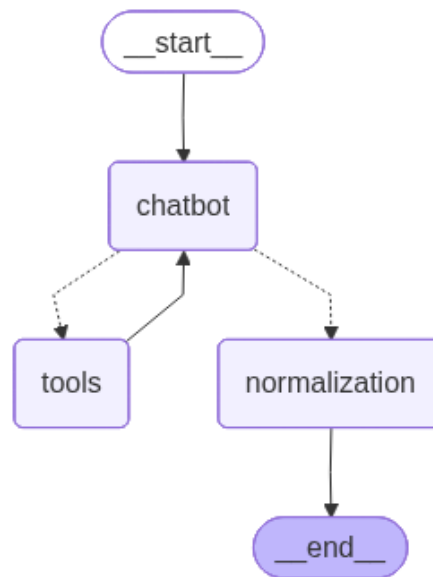 __start__
chatbot
tools
normalization
__end__